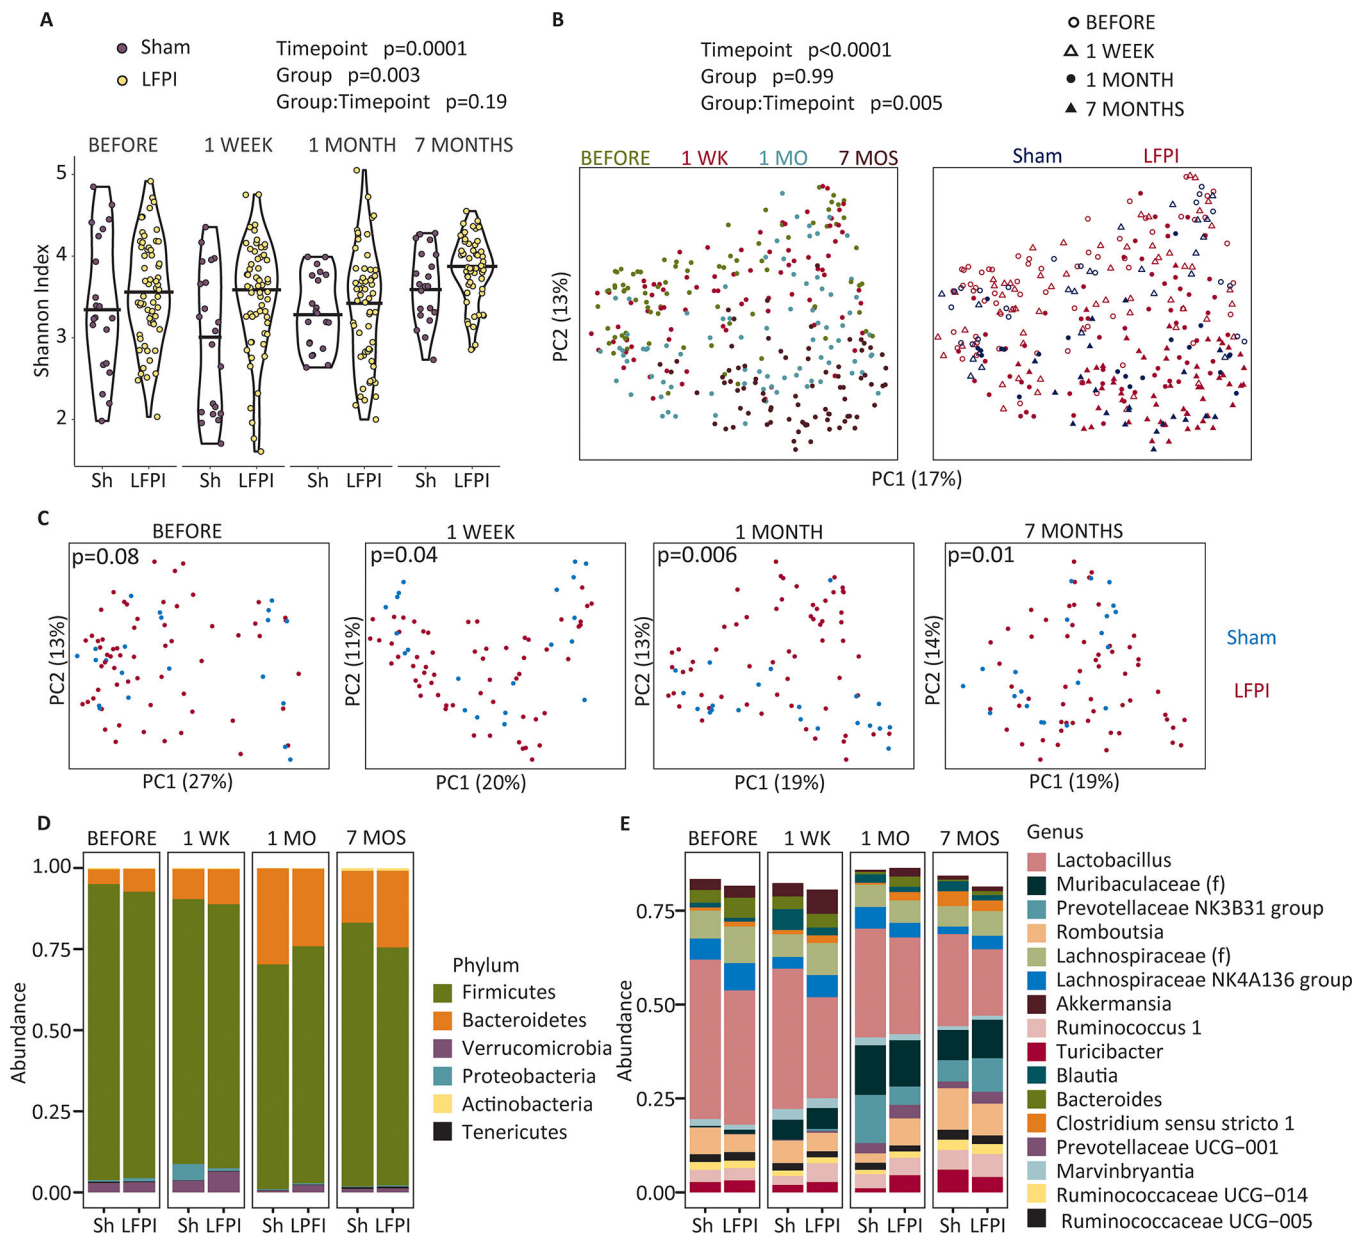 A
Sham
LFPI
Timepoint p=0.0001
Group p=0.003
Group:Timepoint p=0.19
BEFORE 1 WEEK 1 MONTH 7 MONTHS
Shannon Index
5
4
3
2
Sh LFPI Sh LFPI Sh LFPI Sh LFPI
B
Timepoint p<0.0001
Group p=0.99
Group:Timepoint p=0.005
BEFORE
1 WEEK
1 MONTH
7 MONTHS
BEFORE 1 WK 1 MO 7 MOS
Sham LFPI
PC2 (13%)
PC1 (17%)
C
BEFORE
p=0.08
PC2 (13%)
PC1 (27%)
1 WEEK
p=0.04
PC2 (11%)
PC1 (20%)
1 MONTH
p=0.006
PC2 (13%)
PC1 (19%)
7 MONTHS
p=0.01
PC2 (14%)
PC1 (19%)
Sham
LFPI
D
BEFORE 1 WK 1 MO 7 MOS
Abundance
1.00
0.75
0.50
0.25
0.00
Sh LFPI Sh LFPI Sh LPFI Sh LFPI
Phylum
Firmicutes
Bacteroidetes
Verrucomicrobia
Proteobacteria
Actinobacteria
Tenericutes
E
BEFORE 1 WK 1 MO 7 MOS
Abundance
0.75
0.50
0.25
0.00
Sh LFPI Sh LFPI Sh LFPI Sh LFPI
Genus
Lactobacillus
Muribaculaceae (f)
Prevotellaceae NK3B31 group
Romboutsia
Lachnospiraceae (f)
Lachnospiraceae NK4A136 group
Akkermansia
Ruminococcus 1
Turicibacter
Blautia
Bacteroides
Clostridium sensu stricto 1
Prevotellaceae UCG−001
Marvinbryantia
Ruminococcaceae UCG−014
Ruminococcaceae UCG−005